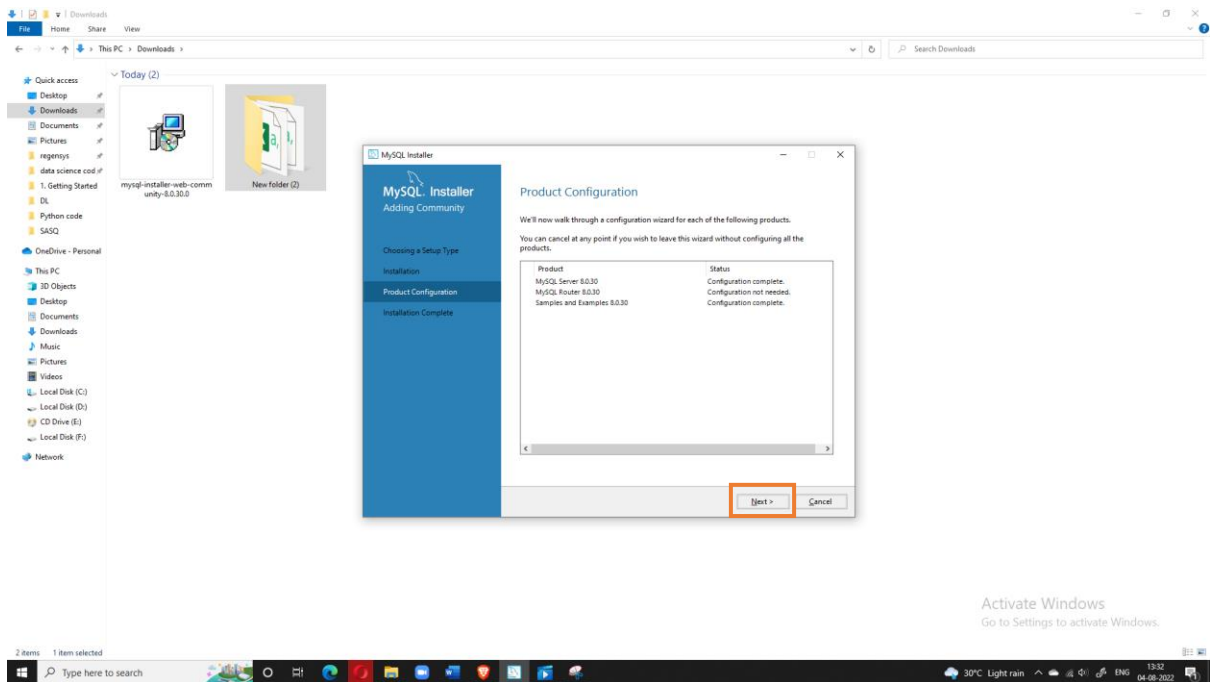 Downloads
File Home Share View
This PC > Downloads >
Search Downloads
Quick access
Desktop
Downloads
Documents
Pictures
regensys
data science cod
1. Getting Started
DL
Python code
SASQ
OneDrive - Personal
This PC
3D Objects
Desktop
Documents
Downloads
Music
Pictures
Videos
Local Disk (C:)
Local Disk (D:)
CD Drive (E:)
Local Disk (F:)
Network
Today (2)
mysql-installer-web-comm
unity-8.0.30.0
New folder (2)
MySQL Installer
MySQL. Installer
Adding Community
Choosing a Setup Type
Installation
Product Configuration
Installation Complete
Product Configuration
We'll now walk through a configuration wizard for each of the following products.
You can cancel at any point if you wish to leave this wizard without configuring all the
products.
Product Status
MySQL Server 8.0.30 Configuration complete.
MySQL Router 8.0.30 Configuration not needed.
Samples and Examples 8.0.30 Configuration complete.
Next > Cancel
Activate Windows
Go to Settings to activate Windows.
2 items 1 item selected
Type here to search
30°C Light rain ENG 13:32
04-08-2022